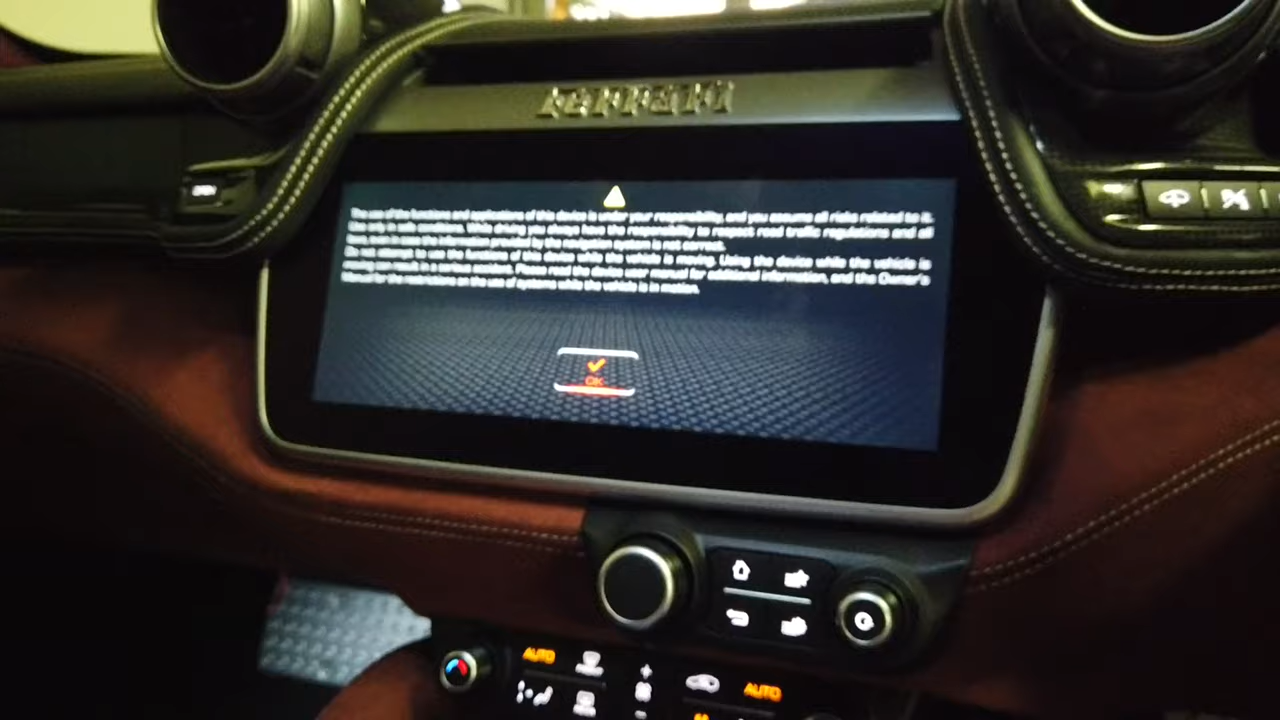 Ferrari
OPEN
The use of the functions and applications of this device is under your responsibility, and you assume all risks related to it.
Use only in safe conditions. While driving you always have the responsibility to respect road traffic regulations and all
laws, even in case the information provided by the navigation system is not correct.
Do not attempt to use the functions of this device while the vehicle is moving. Using the device while the vehicle is
moving can result in a serious accident. Please read the device user manual for additional information, and the Owner's
Manual for the restrictions on the use of systems while the vehicle is in motion.
OK
AUTO
AUTO